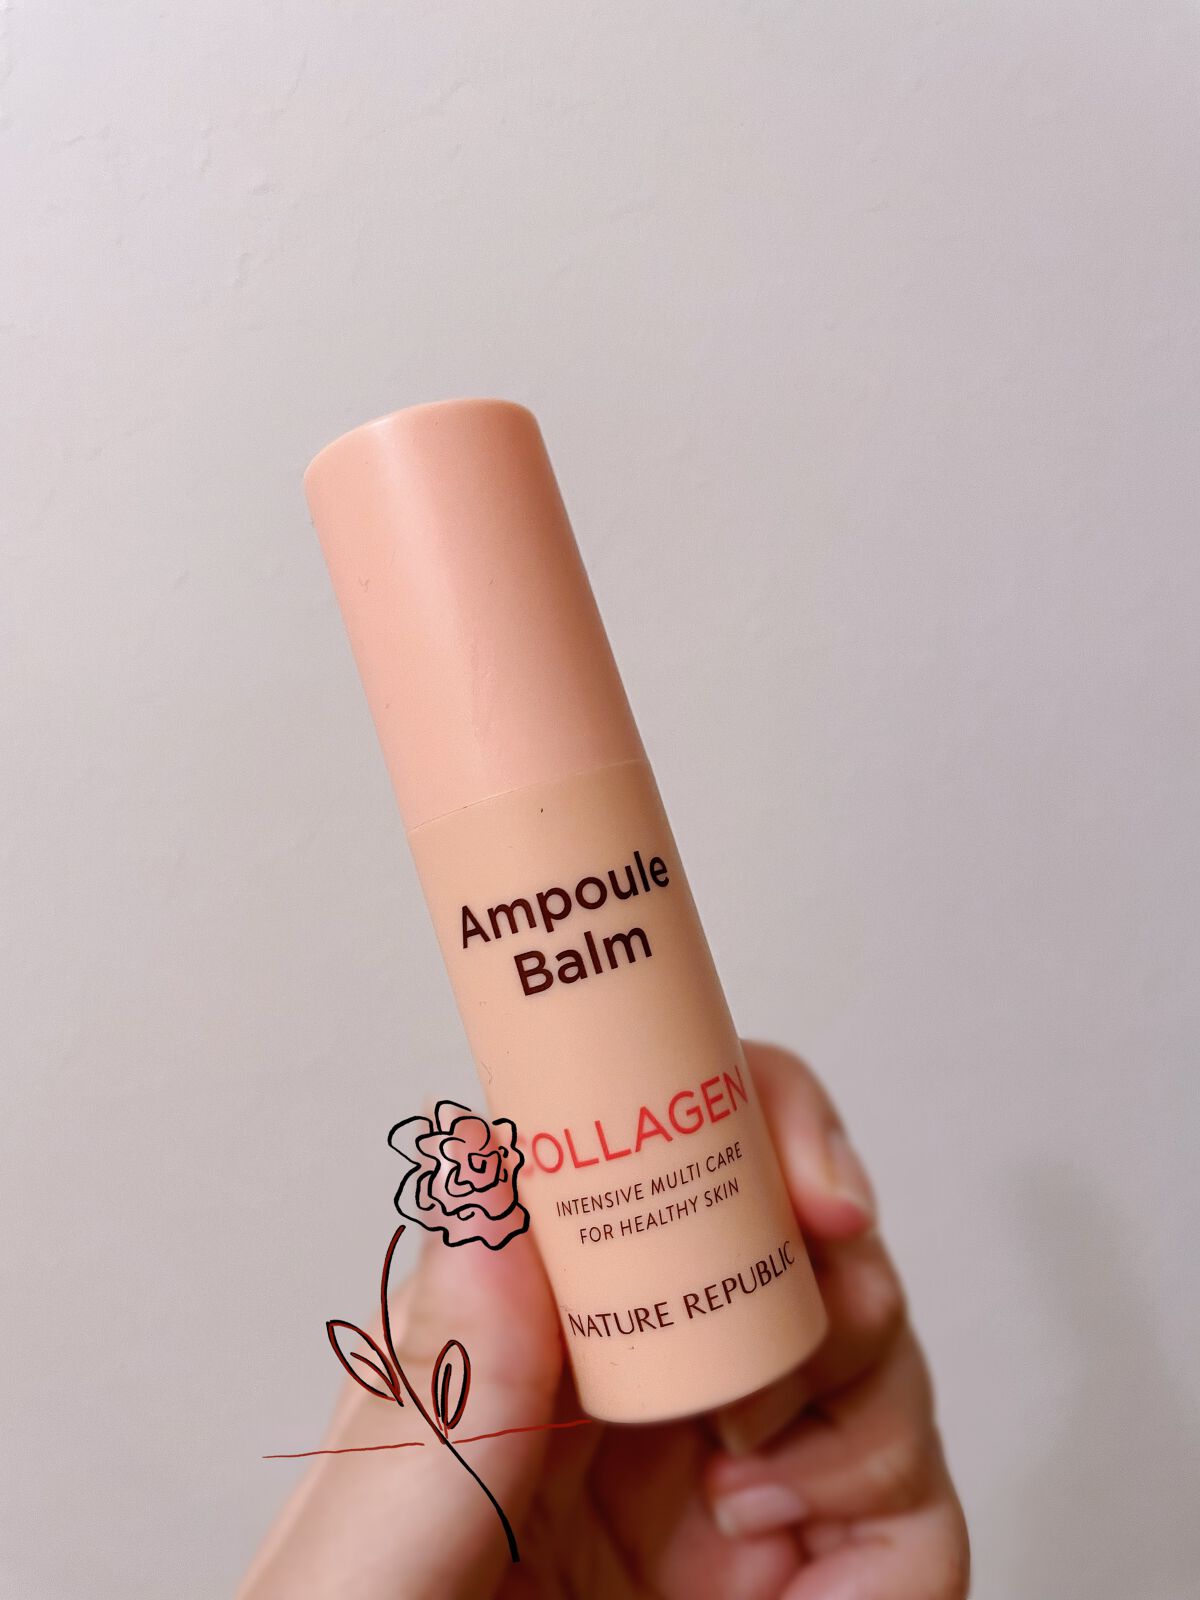 Ampoule
Balm
COLLAGEN
INTENSIVE MULTI CARE
FOR HEALTHY SKIN
NATURE REPUBLIC